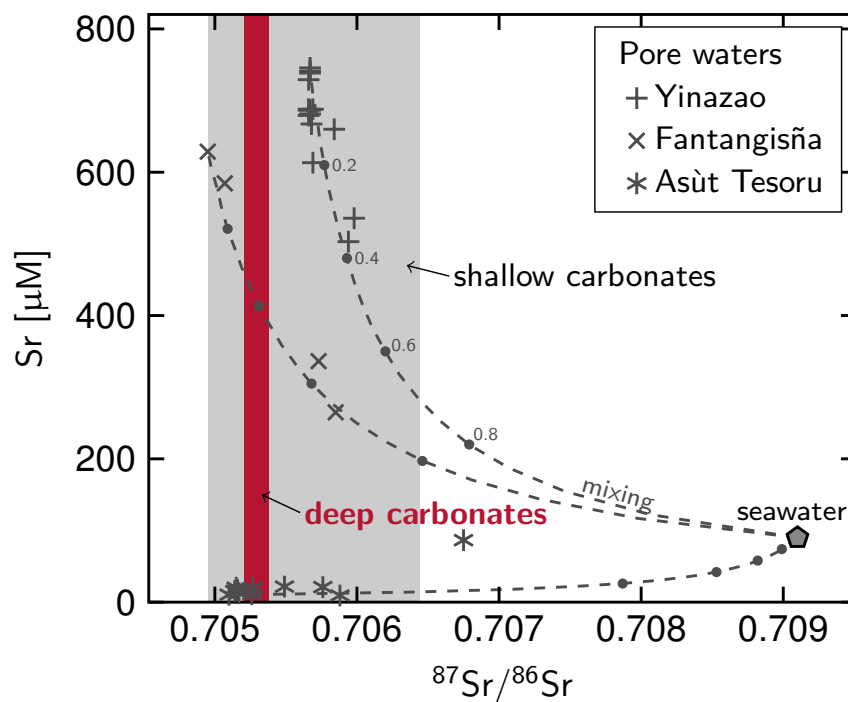 800
600
400
200
0
Sr [μM]
Pore waters
Yinazao
Fantangisña
Asùt Tesoru
0.2
0.4
0.6
0.8
shallow carbonates
deep carbonates
mixing
seawater
0.705 0.706 0.707 0.708 0.709
⁸⁷Sr/⁸⁶Sr